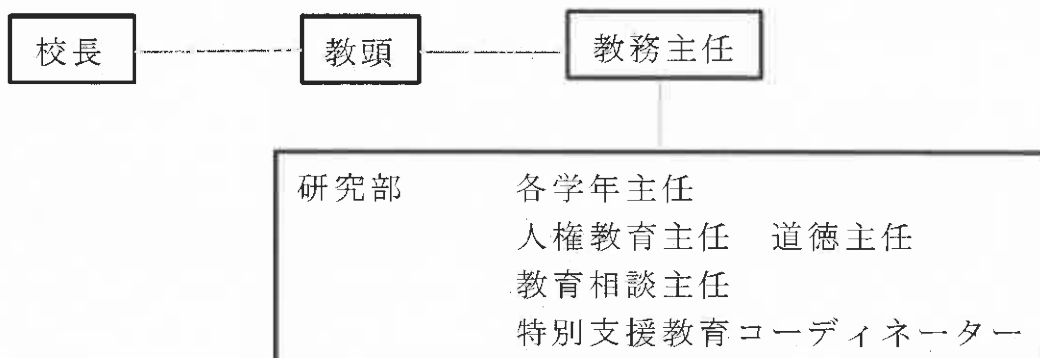 校長 教頭 教務主任
研究部 各学年主任
人権教育主任 道徳主任
教育相談主任
特別支援教育コーディネーター